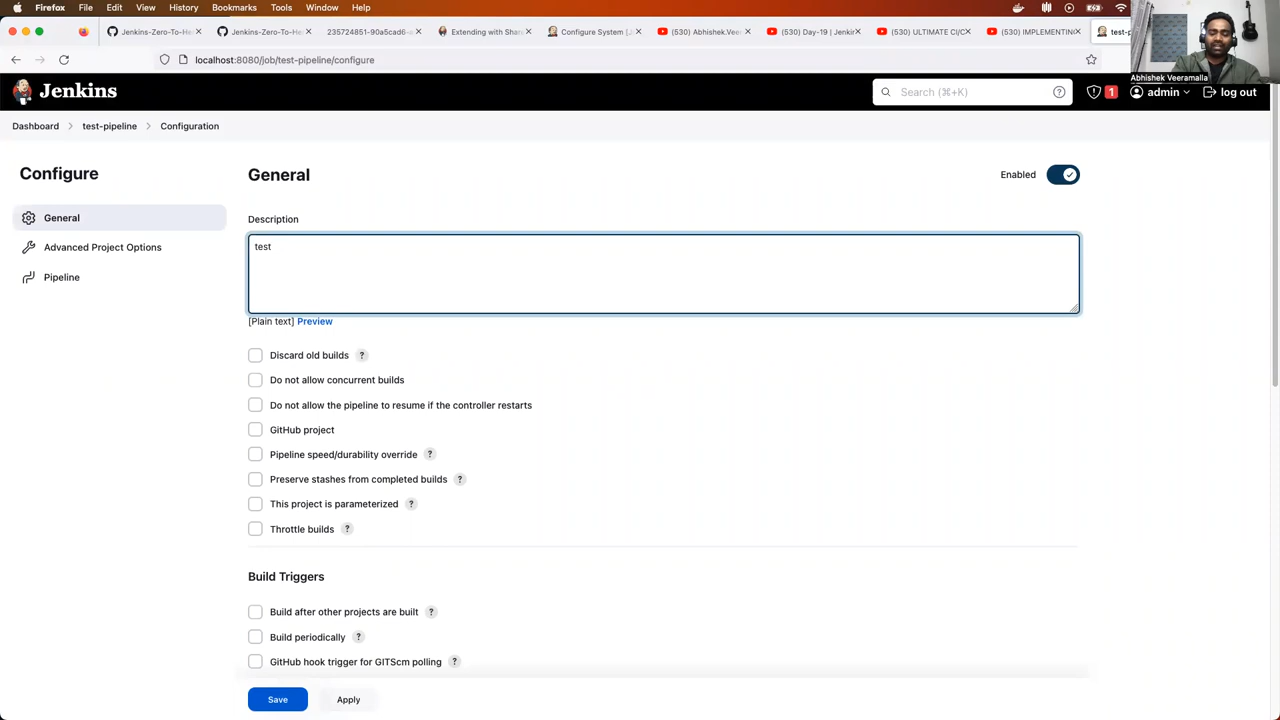 Firefox File Edit View History Bookmarks Tools Window Help
Jenkins-Zero-To-He Jenkins-Zero-To-He 235724851-90a5cad6-a Extending with Shar Configure System [J (530) Abhishek.Vee (530) Day-19 | Jenkin (530) ULTIMATE CI/C (530) IMPLEMENTIN test-p
localhost:8080/job/test-pipeline/configure
Abhishek Veeramalla
Jenkins Search (⌘+K) ? 1 admin log out
Dashboard test-pipeline Configuration
Configure
General
Advanced Project Options
Pipeline
General Enabled
Description
test
[Plain text] Preview
Discard old builds ?
Do not allow concurrent builds
Do not allow the pipeline to resume if the controller restarts
GitHub project
Pipeline speed/durability override ?
Preserve stashes from completed builds ?
This project is parameterized ?
Throttle builds ?
Build Triggers
Build after other projects are built ?
Build periodically ?
GitHub hook trigger for GITScm polling ?
Save Apply